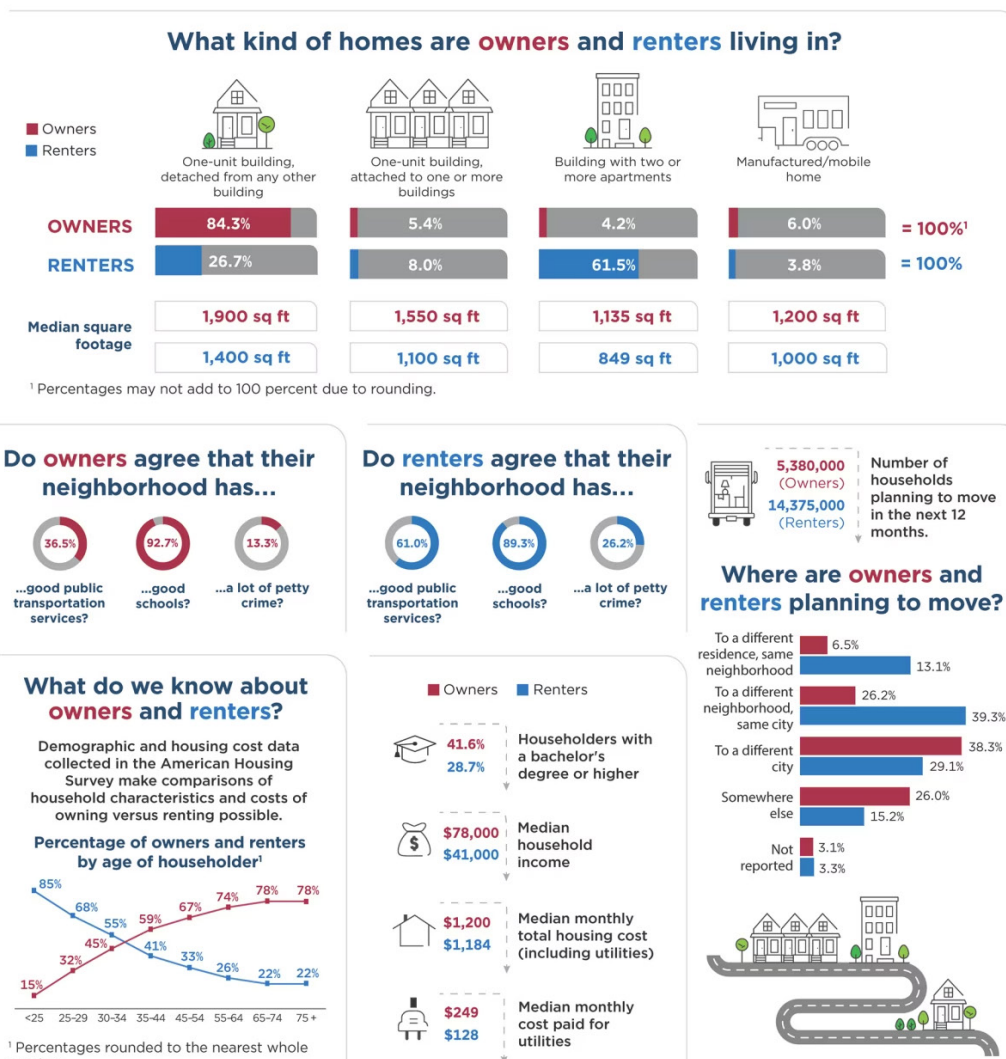 What kind of homes are owners and renters living in?
Owners
Renters
One-unit building,
detached from any other
building
One-unit building,
attached to one or more
buildings
Building with two or
more apartments
Manufactured/mobile
home
OWNERS 84.3% 5.4% 4.2% 6.0% = 100%¹
RENTERS 26.7% 8.0% 61.5% 3.8% = 100%
Median square
footage
1,900 sq ft 1,550 sq ft 1,135 sq ft 1,200 sq ft
1,400 sq ft 1,100 sq ft 849 sq ft 1,000 sq ft
¹ Percentages may not add to 100 percent due to rounding.
Do owners agree that their
neighborhood has...
36.5% 92.7% 13.3%
...good public
transportation
services?
...good
schools?
...a lot of petty
crime?
Do renters agree that their
neighborhood has...
61.0% 89.3% 26.2%
...good public
transportation
services?
...good
schools?
...a lot of petty
crime?
5,380,000
(Owners)
14,375,000
(Renters)
Number of
households
planning to move
in the next 12
months.
Where are owners and
renters planning to move?
To a different
residence, same
neighborhood
6.5%
13.1%
To a different
neighborhood,
same city
26.2%
39.3%
To a different
city
38.3%
29.1%
Somewhere
else
26.0%
15.2%
Not
reported
3.1%
3.3%
What do we know about
owners and renters?
Demographic and housing cost data
collected in the American Housing
Survey make comparisons of
household characteristics and costs of
owning versus renting possible.
Percentage of owners and renters
by age of householder¹
85% 68% 55% 41% 33% 26% 22% 22%
15% 32% 45% 59% 67% 74% 78% 78%
<25 25-29 30-34 35-44 45-54 55-64 65-74 75 +
¹ Percentages rounded to the nearest whole
Owners Renters
41.6%
28.7%
Householders with
a bachelor's
degree or higher
$
$78,000
$41,000
Median
household
income
$1,200
$1,184
Median monthly
total housing cost
(including utilities)
$249
$128
Median monthly
cost paid for
utilities